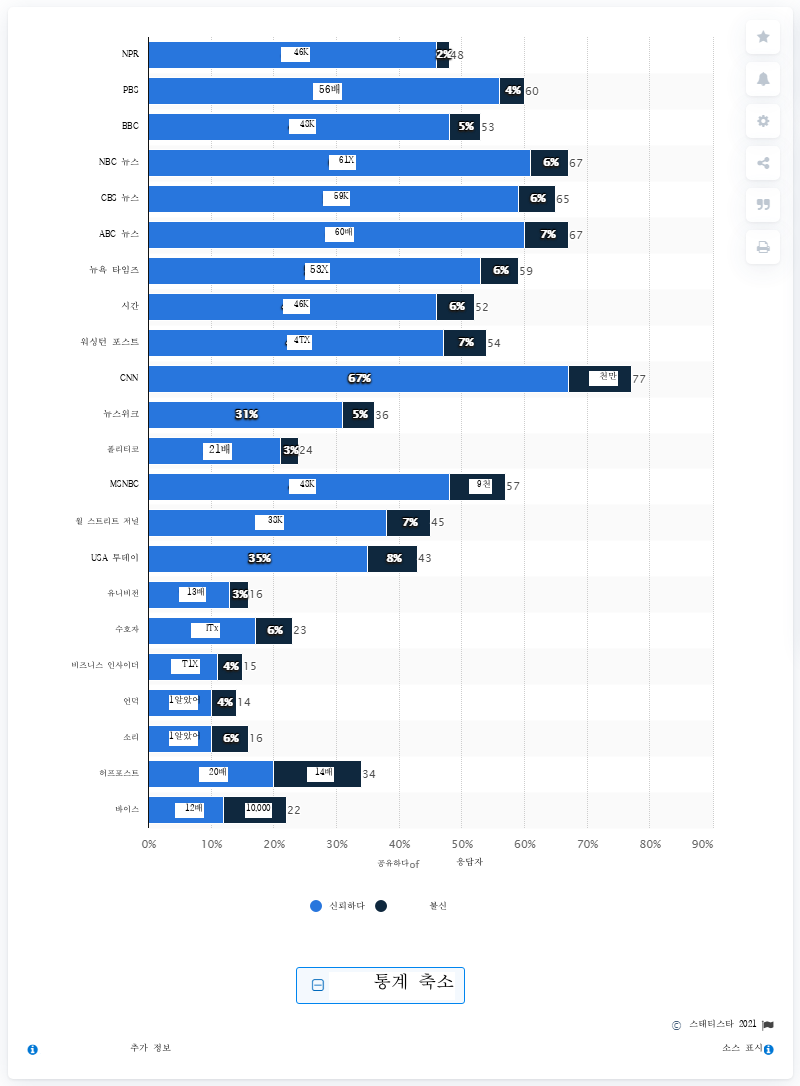 NPR 46K 2% 48
PBS 56배 4% 60
BBC 48K 5% 53
NBC 뉴스 61X 6% 67
CBS 뉴스 59K 6% 65
ABC 뉴스 60배 7% 67
뉴욕 타임즈 53X 6% 59
시간 46K 6% 52
워싱턴 포스트 4TX 7% 54
CNN 67% 천만 77
뉴스위크 31% 5% 36
폴리티코 21배 3% 24
MSNBC 48K 9천 57
월 스트리트 저널 38K 7% 45
USA 투데이 35% 8% 43
유니비전 13배 3% 16
수호자 1Tx 6% 23
비즈니스 인사이더 T1X 4% 15
언덕 1알았어 4% 14
소리 1알았어 6% 16
허프포스트 20배 14배 34
바이스 12배 10,000 22
0% 10% 20% 30% 40% 50% 60% 70% 80% 90%
공유하다 of 응답자
신뢰하다 불신
통계 축소
© 스태티스타 2021
추가 정보 소스 표시